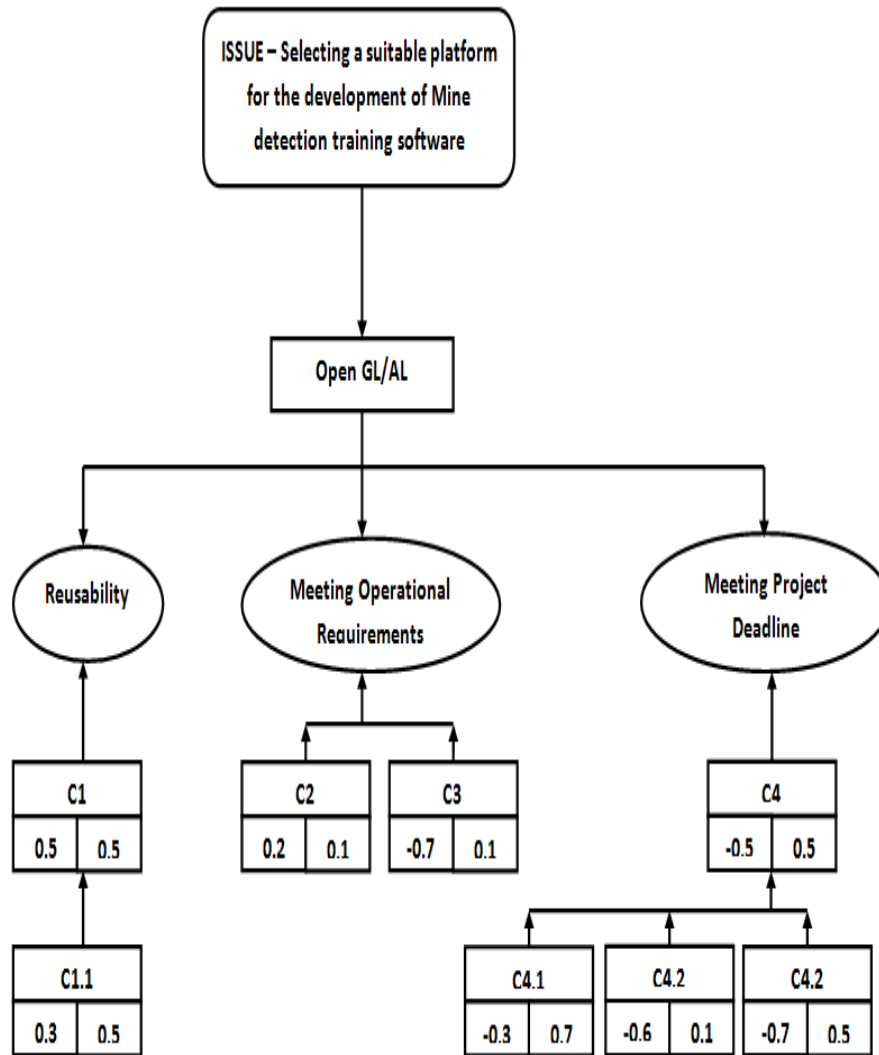 ISSUE – Selecting a suitable platform
for the development of Mine
detection training software
Open GL/AL
Reusability
Meeting Operational
Requirements
Meeting Project
Deadline
C1
0.5 0.5
C2
0.2 0.1
C3
-0.7 0.1
C4
-0.5 0.5
C1.1
0.3 0.5
C4.1
-0.3 0.7
C4.2
-0.6 0.1
C4.2
-0.7 0.5